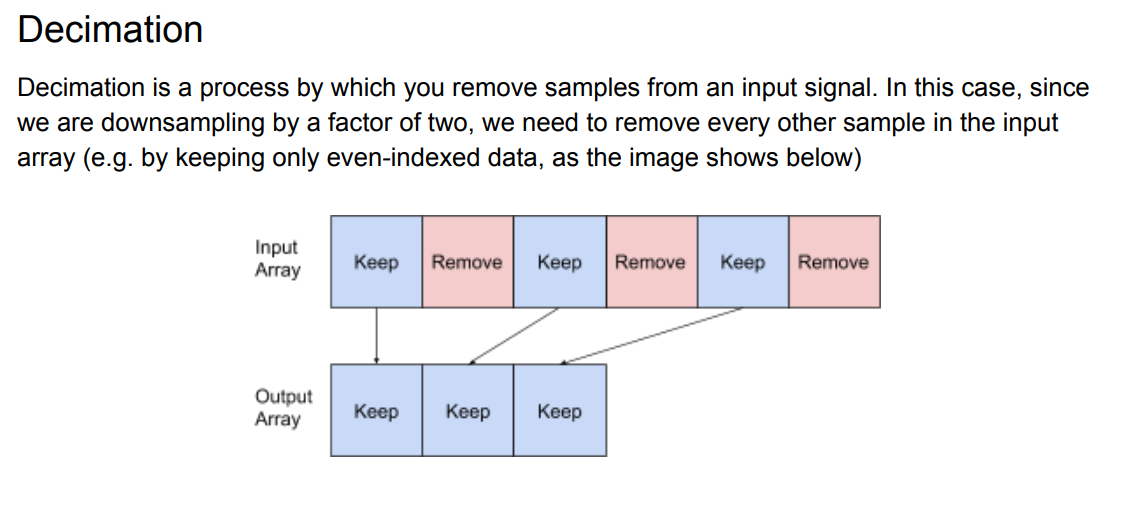 Decimation
Decimation is a process by which you remove samples from an input signal. In this case, since
we are downsampling by a factor of two, we need to remove every other sample in the input
array (e.g. by keeping only even-indexed data, as the image shows below)
Input
Array
Keep Remove Keep Remove Keep Remove
Output
Array
Keep Keep Keep